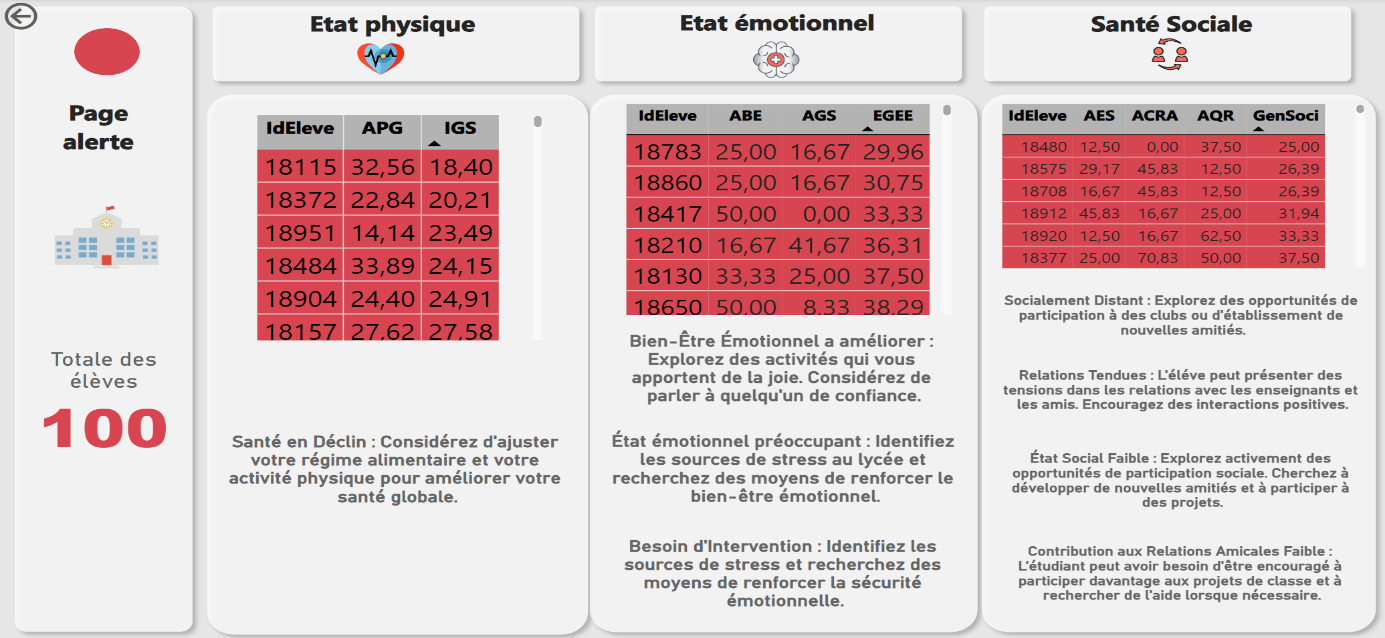 Page
alerte
Totale des
élèves
100
Etat physique
IdEleve APG IGS
18115 32,56 18,40
18372 22,84 20,21
18951 14,14 23,49
18484 33,89 24,15
18904 24,40 24,91
18157 27,62 27,58
Santé en Déclin : Considérez d'ajuster
votre régime alimentaire et votre
activité physique pour améliorer votre
santé globale.
Etat émotionnel
IdEleve ABE AGS EGEE
18783 25,00 16,67 29,96
18860 25,00 16,67 30,75
18417 50,00 0,00 33,33
18210 16,67 41,67 36,31
18130 33,33 25,00 37,50
18650 50,00 8,33 38,29
Bien-Être Émotionnel a améliorer :
Explorez des activités qui vous
apportent de la joie. Considérez de
parler à quelqu'un de confiance.
État émotionnel préoccupant : Identifiez
les sources de stress au lycée et
recherchez des moyens de renforcer le
bien-être émotionnel.
Besoin d'Intervention : Identifiez les
sources de stress et recherchez des
moyens de renforcer la sécurité
émotionnelle.
Santé Sociale
IdEleve AES ACRA AQR GenSoci
18480 12,50 0,00 37,50 25,00
18575 29,17 45,83 12,50 26,39
18708 16,67 45,83 12,50 26,39
18912 45,83 16,67 25,00 31,94
18920 12,50 16,67 62,50 33,33
18377 25,00 70,83 50,00 37,50
Socialement Distant : Explorez des opportunités de
participation à des clubs ou d'établissement de
nouvelles amitiés.
Relations Tendues : L'éléve peut présenter des
tensions dans les relations avec les enseignants et
les amis. Encouragez des interactions positives.
État Social Faible : Explorez activement des
opportunités de participation sociale. Cherchez à
développer de nouvelles amitiés et à participer à
des projets.
Contribution aux Relations Amicales Faible :
L'étudiant peut avoir besoin d'être encouragé à
participer davantage aux projets de classe et à
rechercher de l'aide lorsque nécessaire.